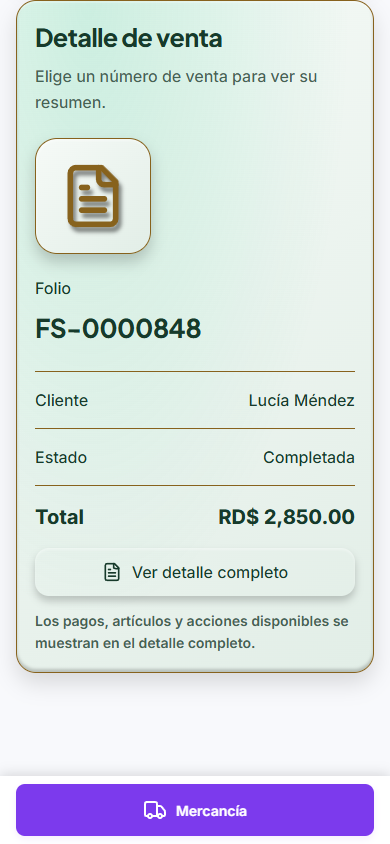 Detalle de venta
Elige un número de venta para ver su
resumen.
Folio
FS-0000848
Cliente Lucía Méndez
Estado Completada
Total RD$ 2,850.00
Ver detalle completo
Los pagos, artículos y acciones disponibles se
muestran en el detalle completo.
Mercancía